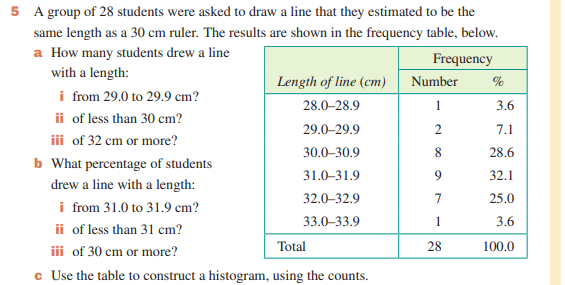 5 A group of 28 students were asked to draw a line that they estimated to be the
same length as a 30 cm ruler. The results are shown in the frequency table, below.
a How many students drew a line
with a length:
i from 29.0 to 29.9 cm?
ii of less than 30 cm?
iii of 32 cm or more?
b What percentage of students
drew a line with a length:
i from 31.0 to 31.9 cm?
ii of less than 31 cm?
iii of 30 cm or more?
Frequency
Length of line (cm) Number %
28.0–28.9 1 3.6
29.0–29.9 2 7.1
30.0–30.9 8 28.6
31.0–31.9 9 32.1
32.0–32.9 7 25.0
33.0–33.9 1 3.6
Total 28 100.0
c Use the table to construct a histogram, using the counts.